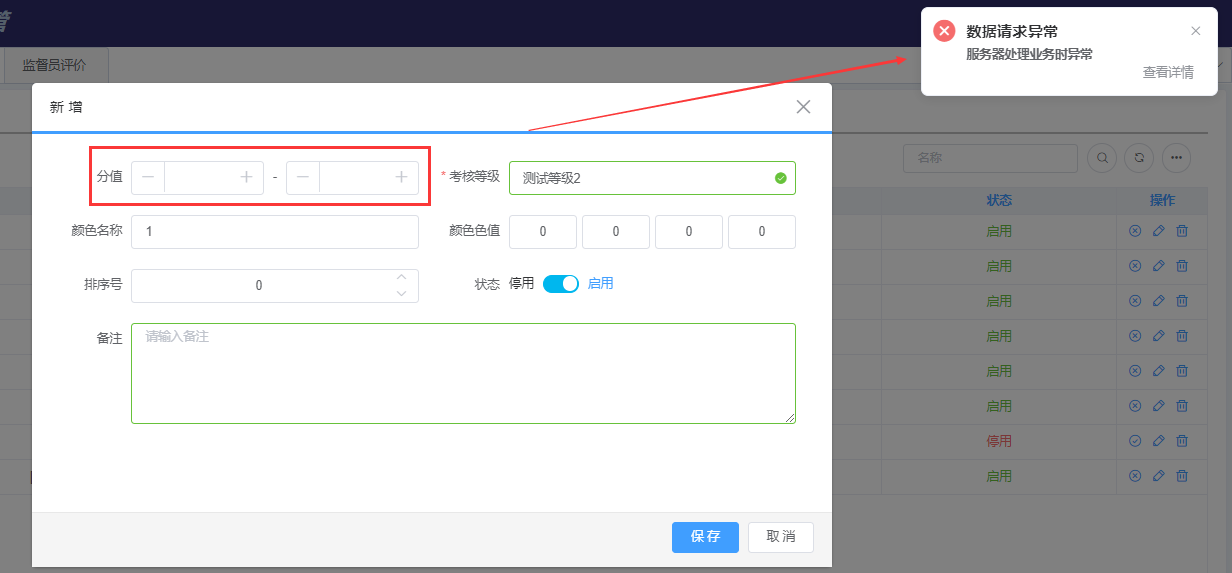 管
数据请求异常
服务器处理业务时异常
查看详情
监督员评价
新 增
名称
分值
-
* 考核等级
测试等级2
颜色名称
1
颜色色值
0
0
0
0
排序号
0
状态
停用
启用
备注
请输入备注
保存
取消
状态
操作
启用
启用
启用
启用
启用
启用
停用
启用